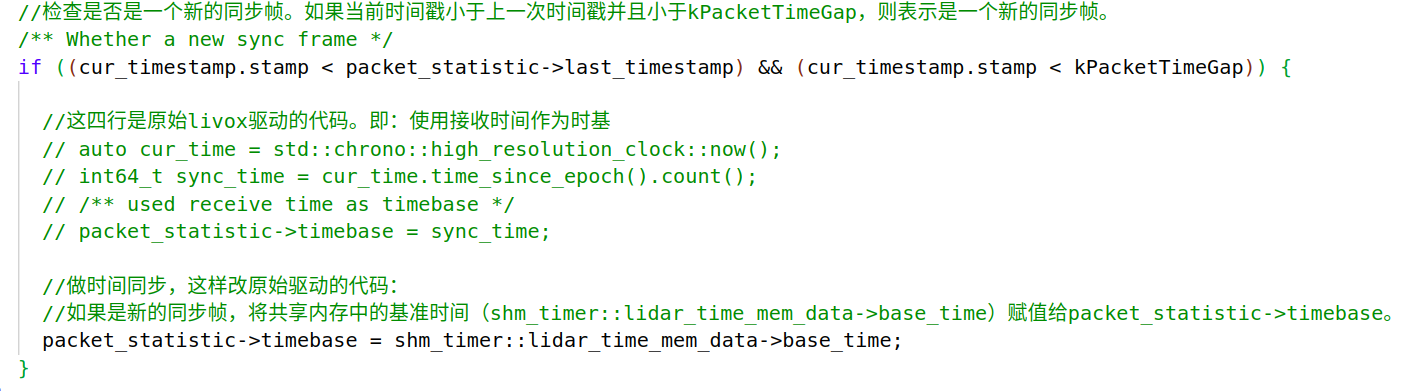 //检查是否是一个新的同步帧。如果当前时间戳小于上一次时间戳并且小于kPacketTimeGap，则表示是一个新的同步帧。
/** Whether a new sync frame */
if ((cur_timestamp.stamp < packet_statistic->last_timestamp) && (cur_timestamp.stamp < kPacketTimeGap)) {
//这四行是原始livox驱动的代码。即：使用接收时间作为时基
// auto cur_time = std::chrono::high_resolution_clock::now();
// int64_t sync_time = cur_time.time_since_epoch().count();
// /** used receive time as timebase */
// packet_statistic->timebase = sync_time;
//做时间同步，这样改原始驱动的代码：
//如果是新的同步帧，将共享内存中的基准时间（shm_timer::lidar_time_mem_data->base_time）赋值给packet_statistic->timebase。
packet_statistic->timebase = shm_timer::lidar_time_mem_data->base_time;
}